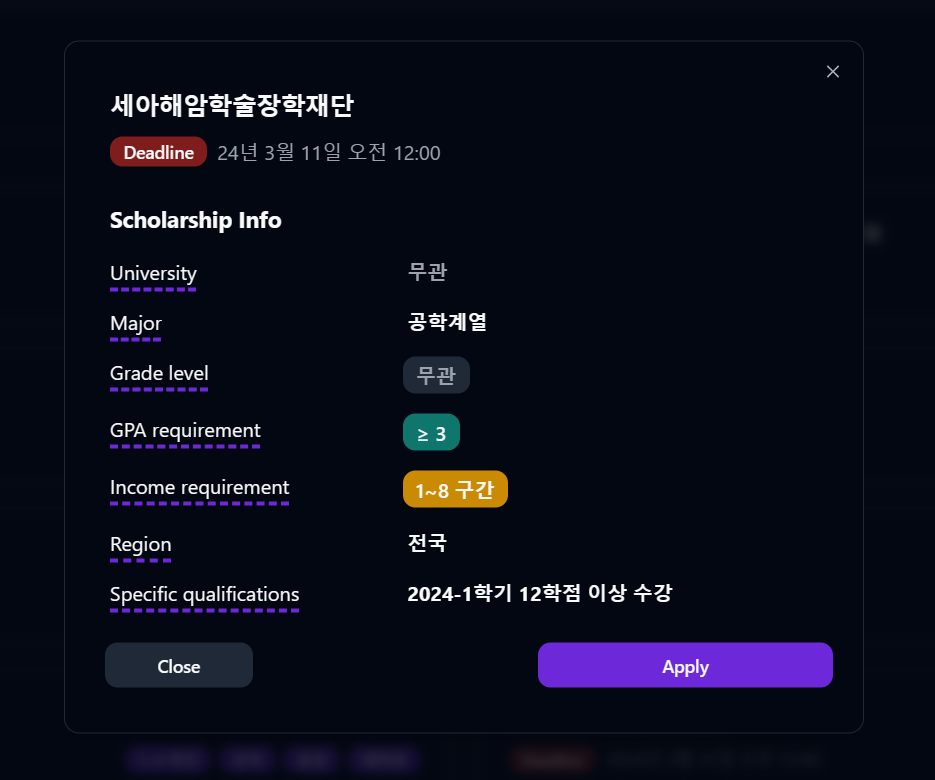 세아해암학술장학재단
Deadline 24년 3월 11일 오전 12:00
Scholarship Info
University 무관
Major 공학계열
Grade level 무관
GPA requirement ≥ 3
Income requirement 1~8 구간
Region 전국
Specific qualifications 2024-1학기 12학점 이상 수강
Close Apply